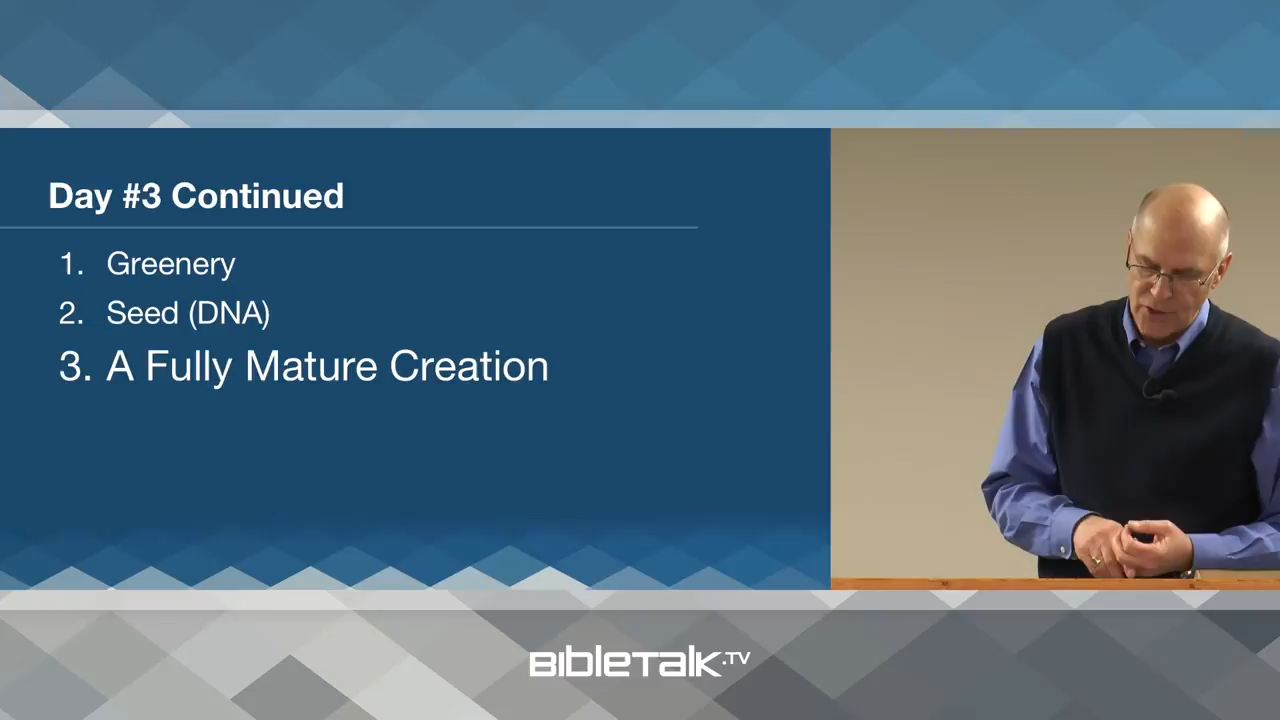 Day #3 Continued
1. Greenery
2. Seed (DNA)
3. A Fully Mature Creation
BibleTalk.TV